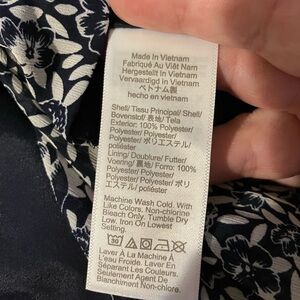 Made In Vietnam
Fabriqué Au Viêt Nam
Hergestellt In Vietnam
Vervaardigd in Vietnam
ベトナム製
hecho en vietnam
Shell/ Tissu Principal/ Shell/
Bovenstof/ 表地/ Tela
Exterior: 100% Polyester/
Polyester/ Polyester/
Polyester/ ポリエステル/
poliéster
Lining/ Doublure/ Futter/
Voering/ 裏地/ Forro: 100%
Polyester/ Polyester/
Polyester/ Polyester/ ポリ
エステル/ poliéster
Machine Wash Cold. With
Like Colors. Non-chlorine
Bleach Only. Tumble Dry
Low. Iron On Lowest
Setting.
30
Laver À La Machine Et
L'eau Froide. Laver En
Séparant Les Couleurs.
Seulement Agent De
Blanchiment Non-Chlore.